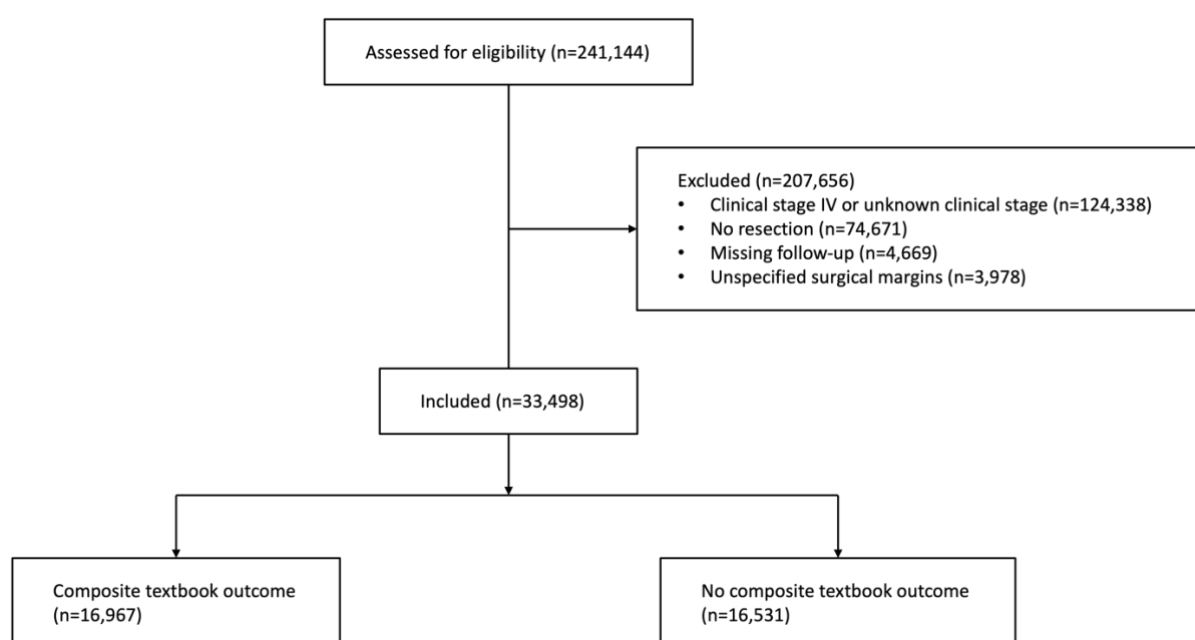 Assessed for eligibility (n=241,144)
Excluded (n=207,656)
• Clinical stage IV or unknown clinical stage (n=124,338)
• No resection (n=74,671)
• Missing follow-up (n=4,669)
• Unspecified surgical margins (n=3,978)
Included (n=33,498)
Composite textbook outcome
(n=16,967)
No composite textbook outcome
(n=16,531)